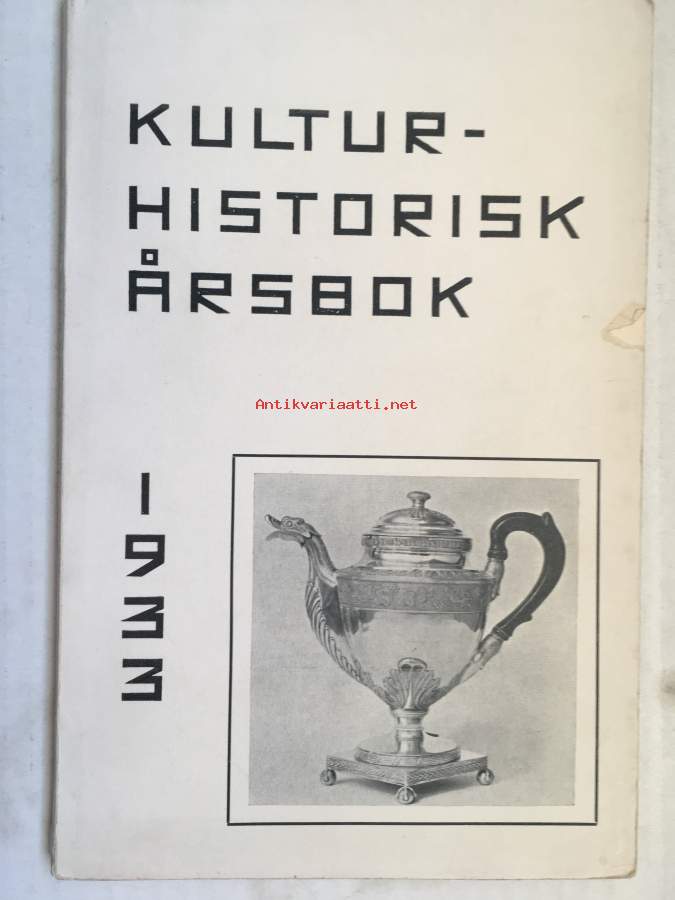 KULTUR-
HISTORISK
ÅRSBOK
Antikvariaatti.net
1933